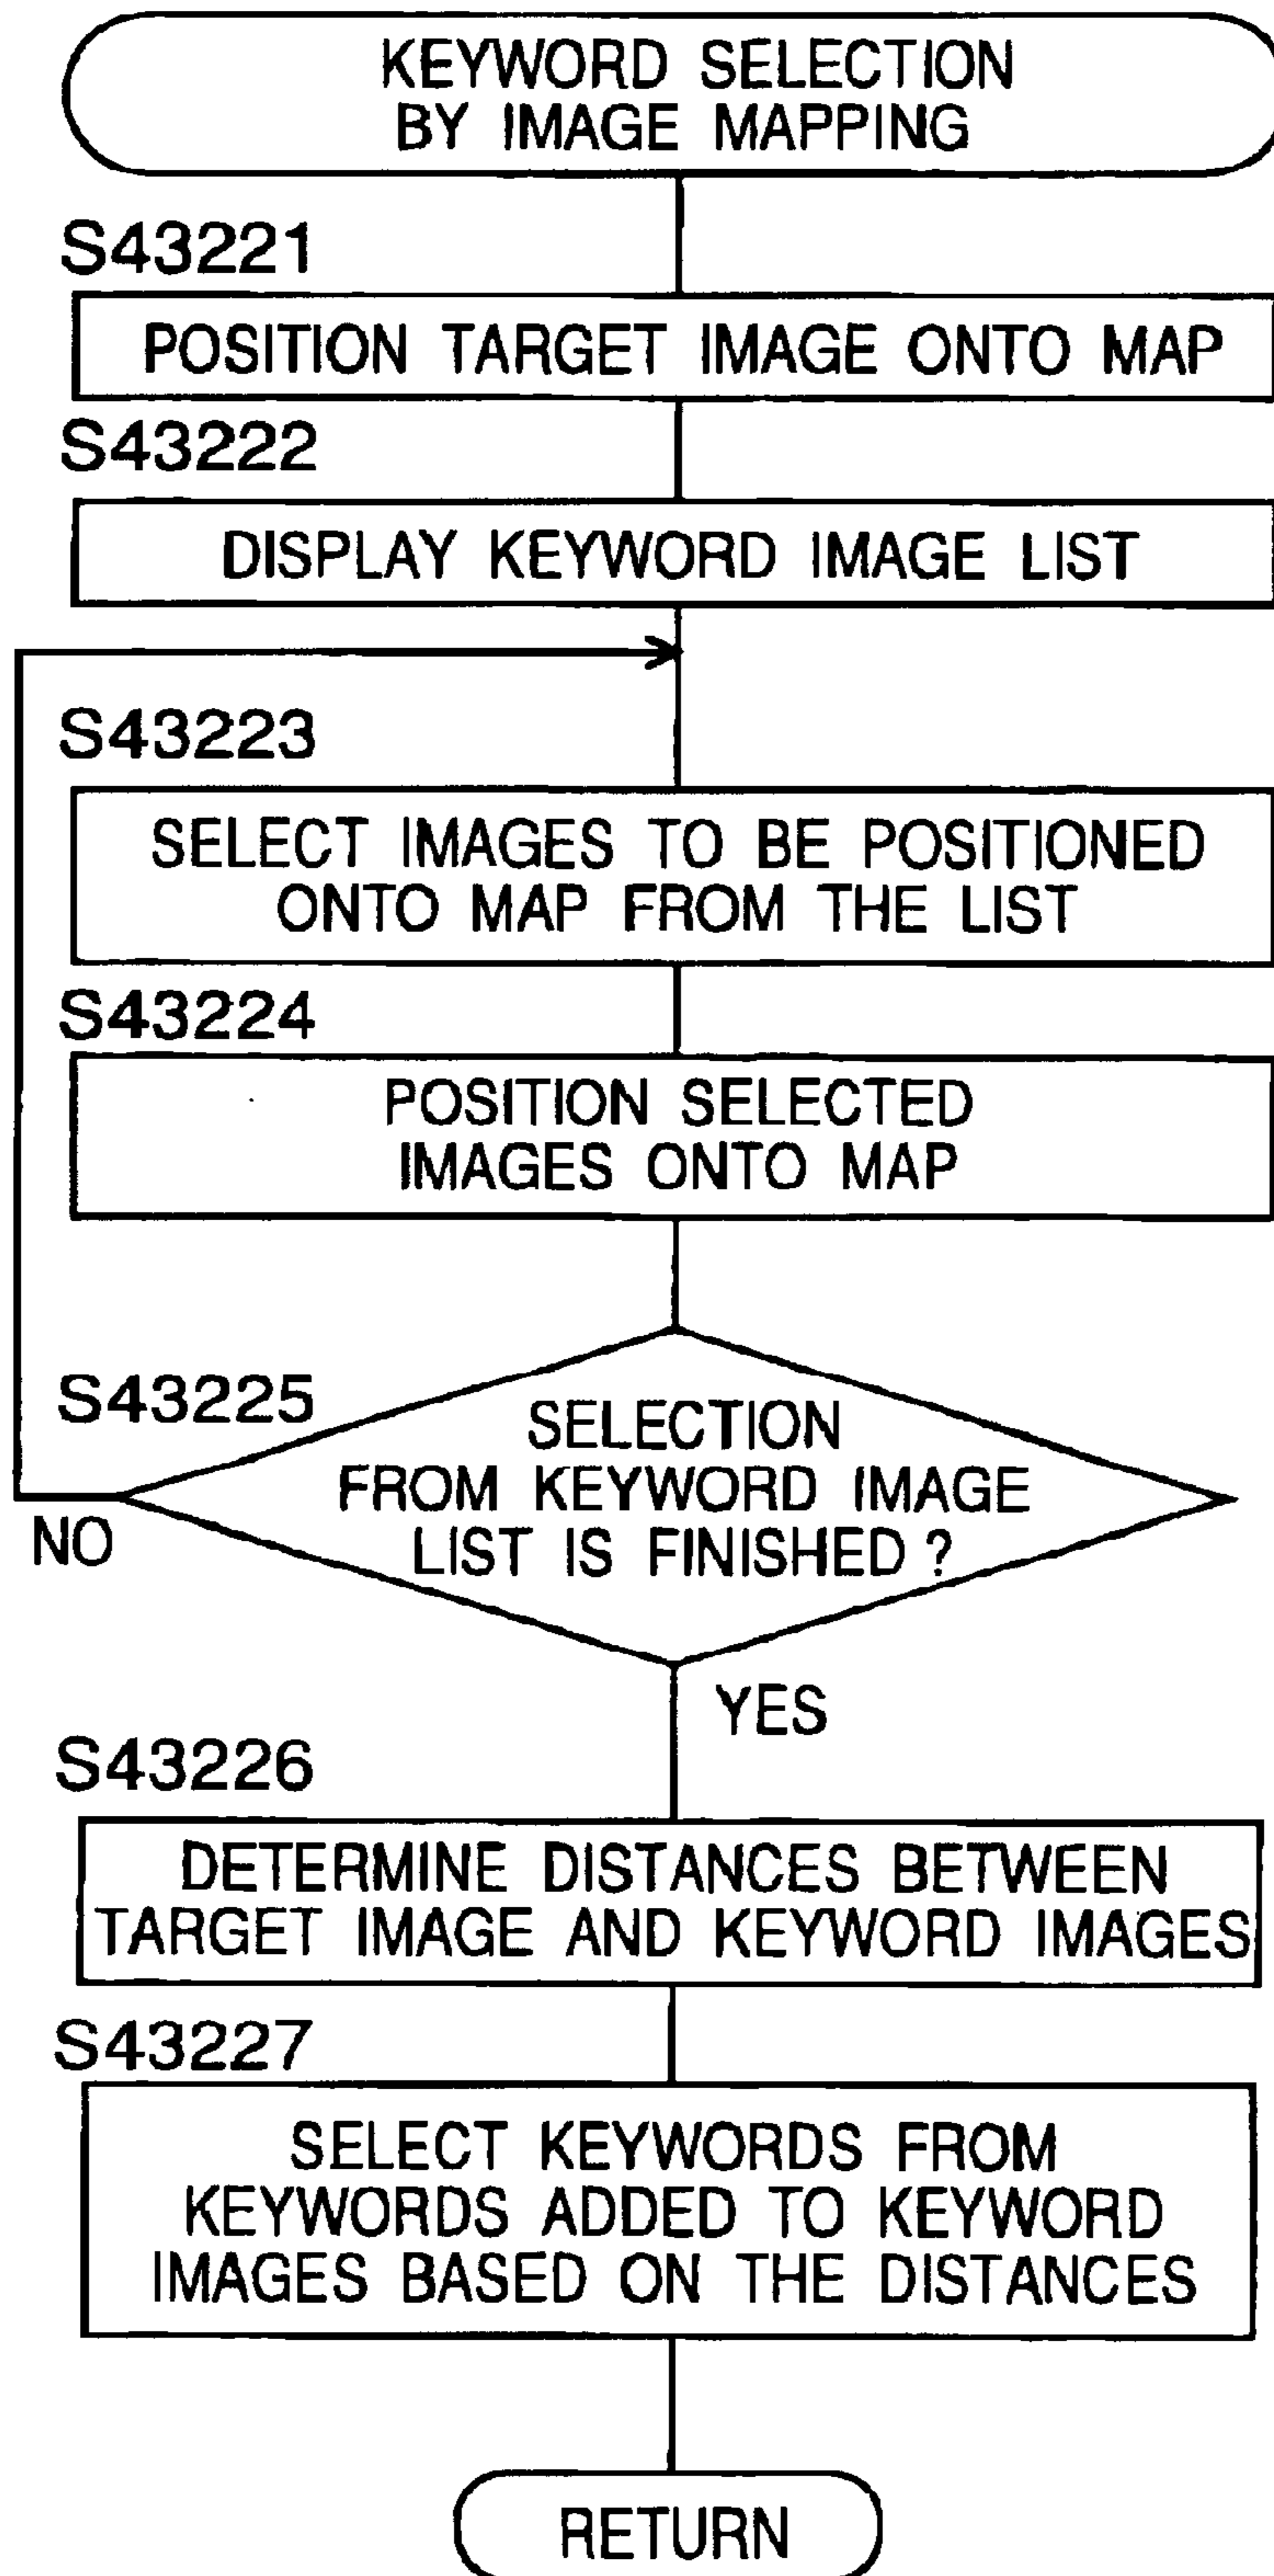 KEYWORD SELECTION
BY IMAGE MAPPING
S43221
POSITION TARGET IMAGE ONTO MAP
S43222
DISPLAY KEYWORD IMAGE LIST
S43223
SELECT IMAGES TO BE POSITIONED
ONTO MAP FROM THE LIST
S43224
POSITION SELECTED
IMAGES ONTO MAP
S43225
SELECTION
FROM KEYWORD IMAGE
LIST IS FINISHED ?
NO
YES
S43226
DETERMINE DISTANCES BETWEEN
TARGET IMAGE AND KEYWORD IMAGES
S43227
SELECT KEYWORDS FROM
KEYWORDS ADDED TO KEYWORD
IMAGES BASED ON THE DISTANCES
RETURN